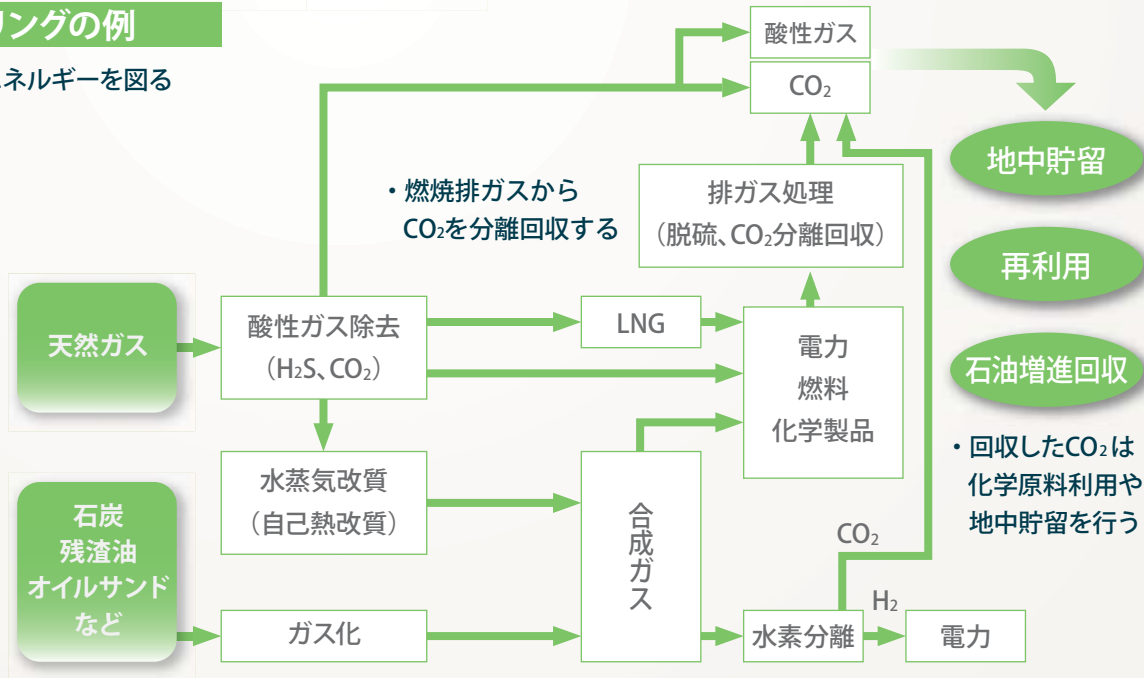 リングの例
ネルギーを図る
酸性ガス
CO₂
地中貯留
再利用
石油増進回収
・回収したCO₂は
化学原料利用や
地中貯留を行う
・燃焼排ガスから
CO₂を分離回収する
排ガス処理
（脱硫、CO₂分離回収）
天然ガス
酸性ガス除去
（H₂S、CO₂）
LNG
電力
燃料
化学製品
石炭
残渣油
オイルサンド
など
水蒸気改質
（自己熱改質）
ガス化
合成ガス
水素分離
CO₂
H₂
電力